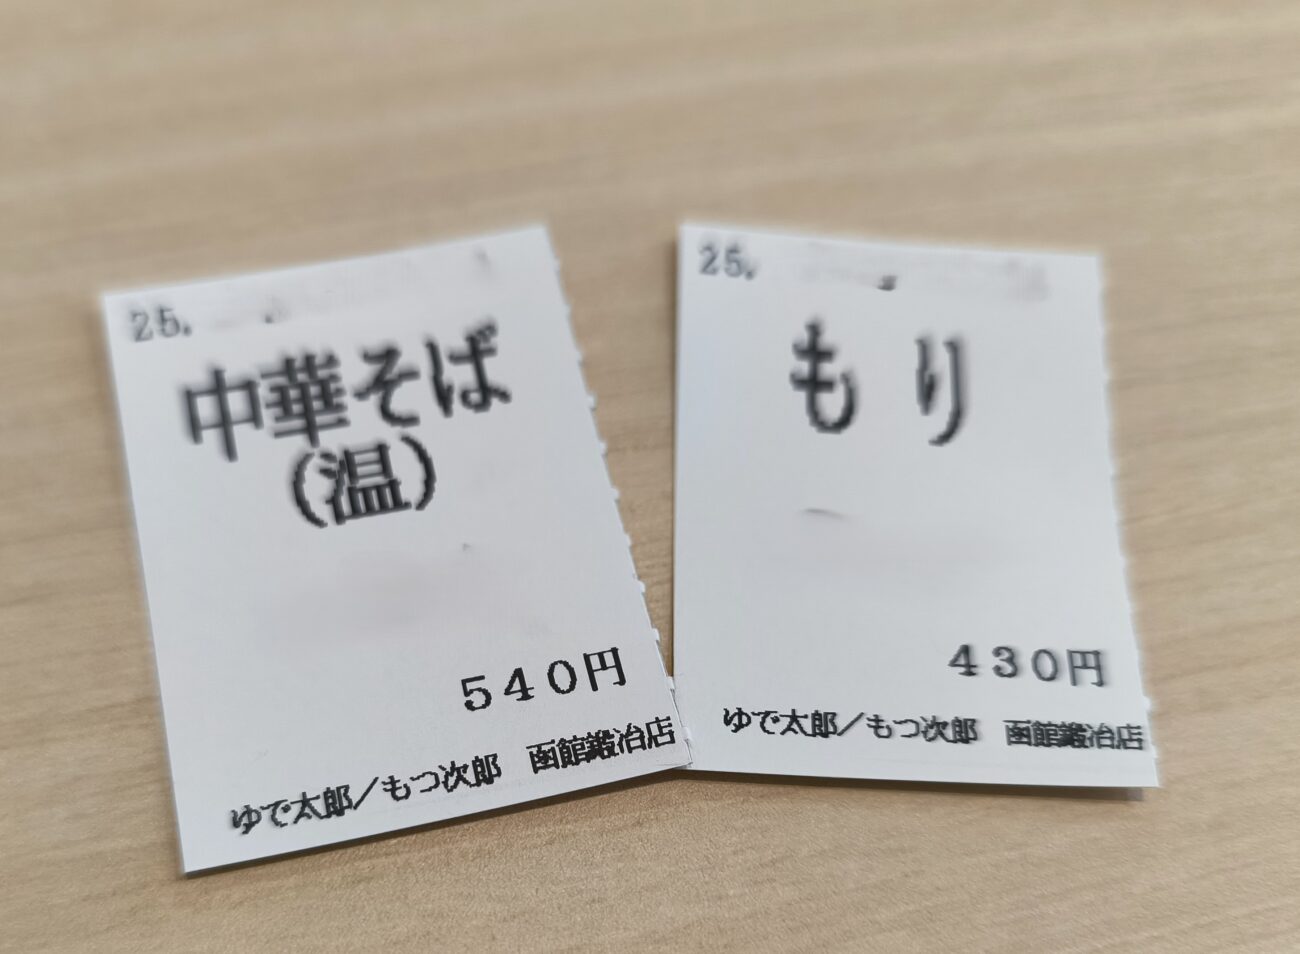 25.
中華そば
(温)
540円
ゆで太郎／もつ次郎 函館鍛冶店
25.
もり
430円
ゆで太郎／もつ次郎 函館鍛冶店